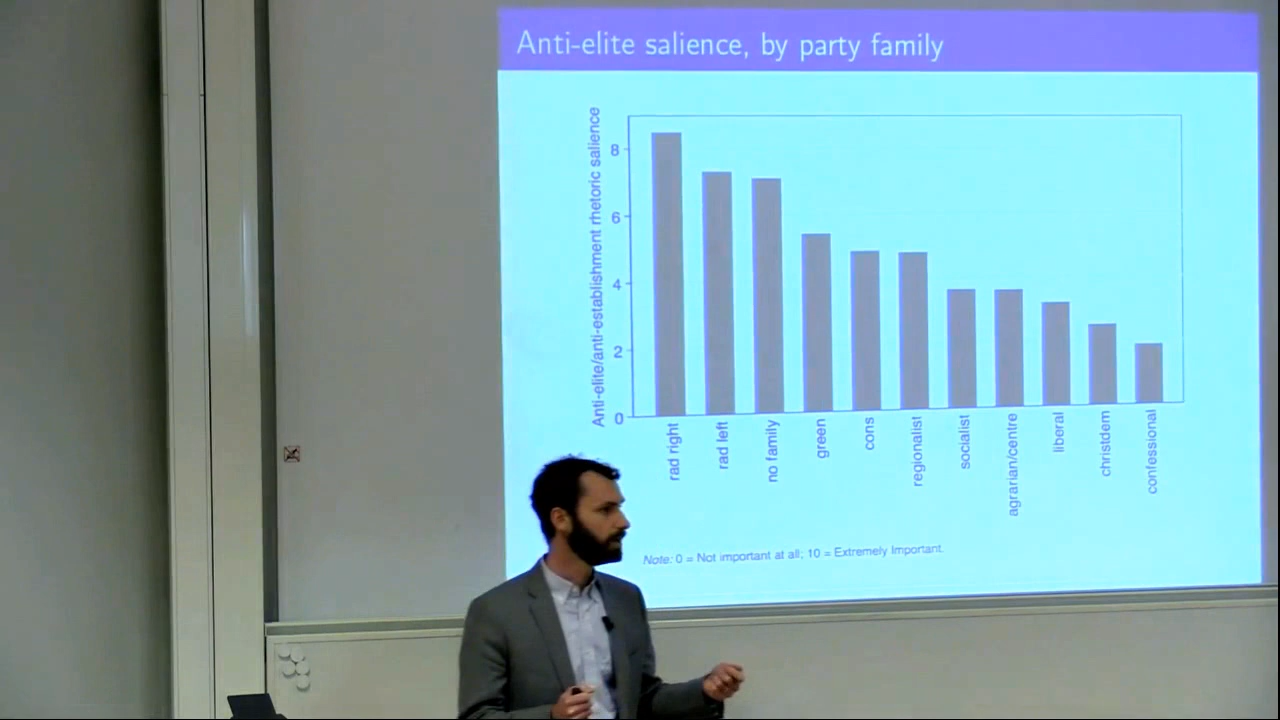 Anti-elite salience, by party family
Anti-elite/anti-establishment rhetoric salience
8
6
4
2
0
rad right
rad left
no family
green
cons
regionalist
socialist
agrarian/centre
liberal
christdem
confessional
Note: 0 = Not important at all; 10 = Extremely Important.